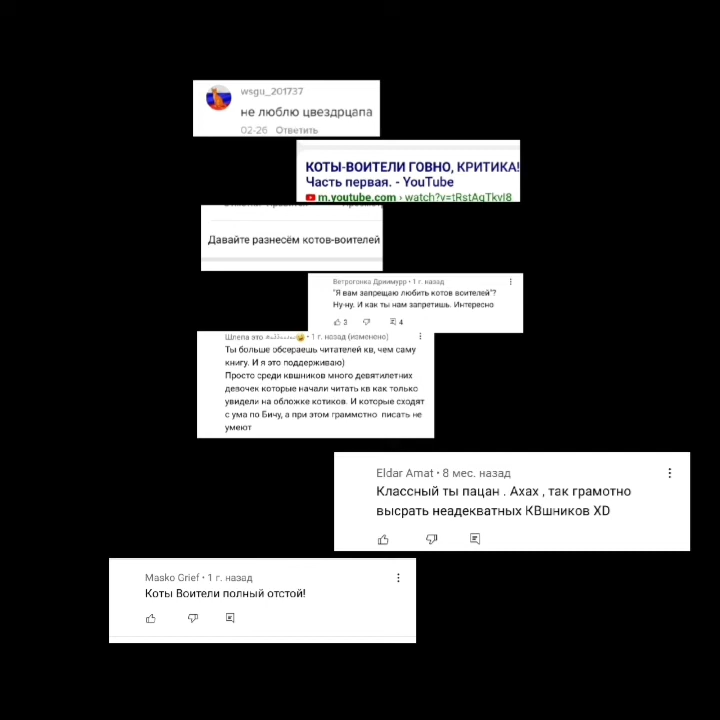 wsgu_201737
не люблю цвездрцапа
02-26 Ответить
КОТЫ-ВОИТЕЛИ ГОВНО, КРИТИКА!
Часть первая. - YouTube
m.youtube.com › watch?v=tRstAqTkyl8
Давайте разнесём котов-воителей
Ветрогонка Дриммурр • 1 г. назад
"Я вам запрещаю любить котов воителей"?
Ну-ну. И как ты нам запретишь. Интересно
3 4
Шлепа это • 1 г. назад (изменено)
Ты больше обсераешь читателей кв, чем саму
книгу. И я это поддерживаю)
Просто среди квшников много девятилетних
девочек которые начали читать кв как только
увидели на обложке котиков. И которые сходят
с ума по Бичу, а при этом граммотно писать не
умеют
Eldar Amat • 8 мес. назад
Классный ты пацан . Ахах , так грамотно
высрать неадекватных КВшников XD
Masko Grief • 1 г. назад
Коты Воители полный отстой!